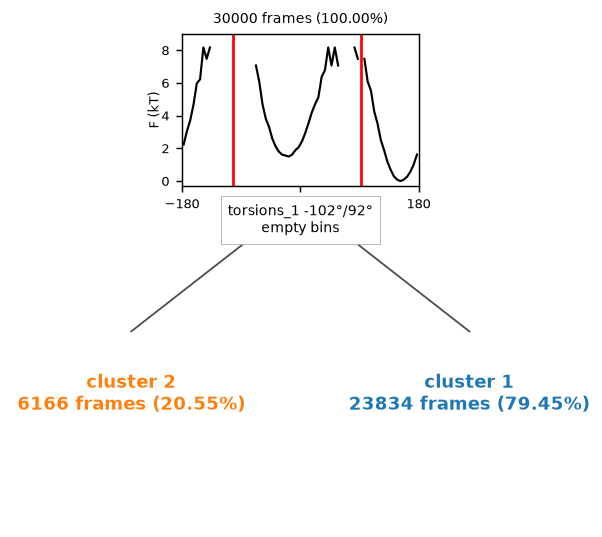 30000 frames (100.00%)
8
6
4
2
0
F (kT)
−180
180
torsions_1 -102°/92°
empty bins
cluster 2
6166 frames (20.55%)
cluster 1
23834 frames (79.45%)